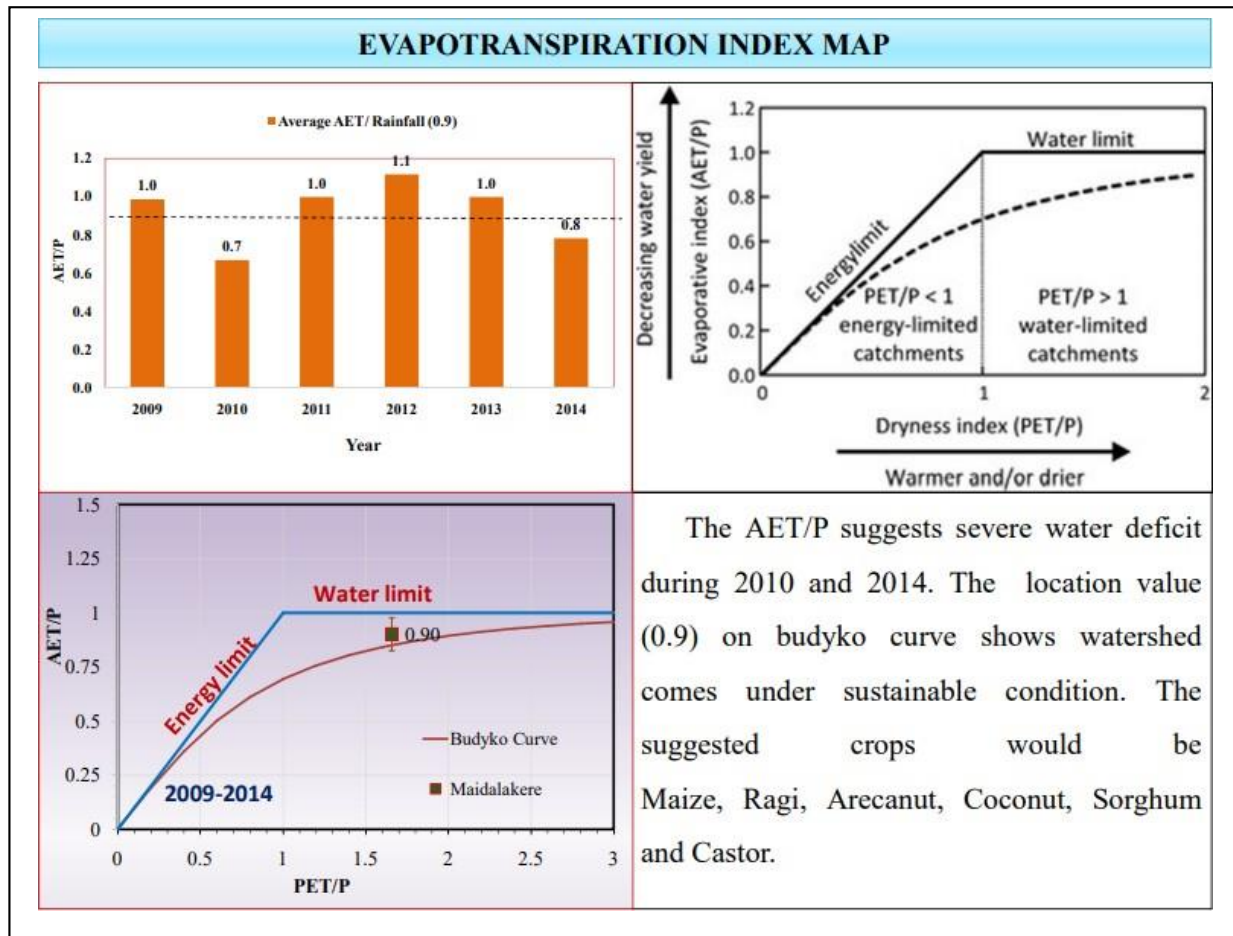 EVAPOTRANSPIRATION INDEX MAP
Average AET/ Rainfall (0.9)
1.2
1.0
0.8
0.6
0.4
0.2
0.0
AET/P
1.0
0.7
1.0
1.1
1.0
0.8
2009 2010 2011 2012 2013 2014
Year
Decreasing water yield
Evaporative index (AET/P)
1.2
1.0
0.8
0.6
0.4
0.2
0.0
Water limit
Energylimit
PET/P < 1
energy-limited
catchments
PET/P > 1
water-limited
catchments
0 1 2
Dryness index (PET/P)
Warmer and/or drier
1.5
1.25
1
0.75
0.5
0.25
0
AET/P
Water limit
Energy limit
0.90
Budyko Curve
Maidalakere
2009-2014
0 0.5 1 1.5 2 2.5 3
PET/P
The AET/P suggests severe water deficit
during 2010 and 2014. The location value
(0.9) on budyko curve shows watershed
comes under sustainable condition. The
suggested crops would be
Maize, Ragi, Arecanut, Coconut, Sorghum
and Castor.